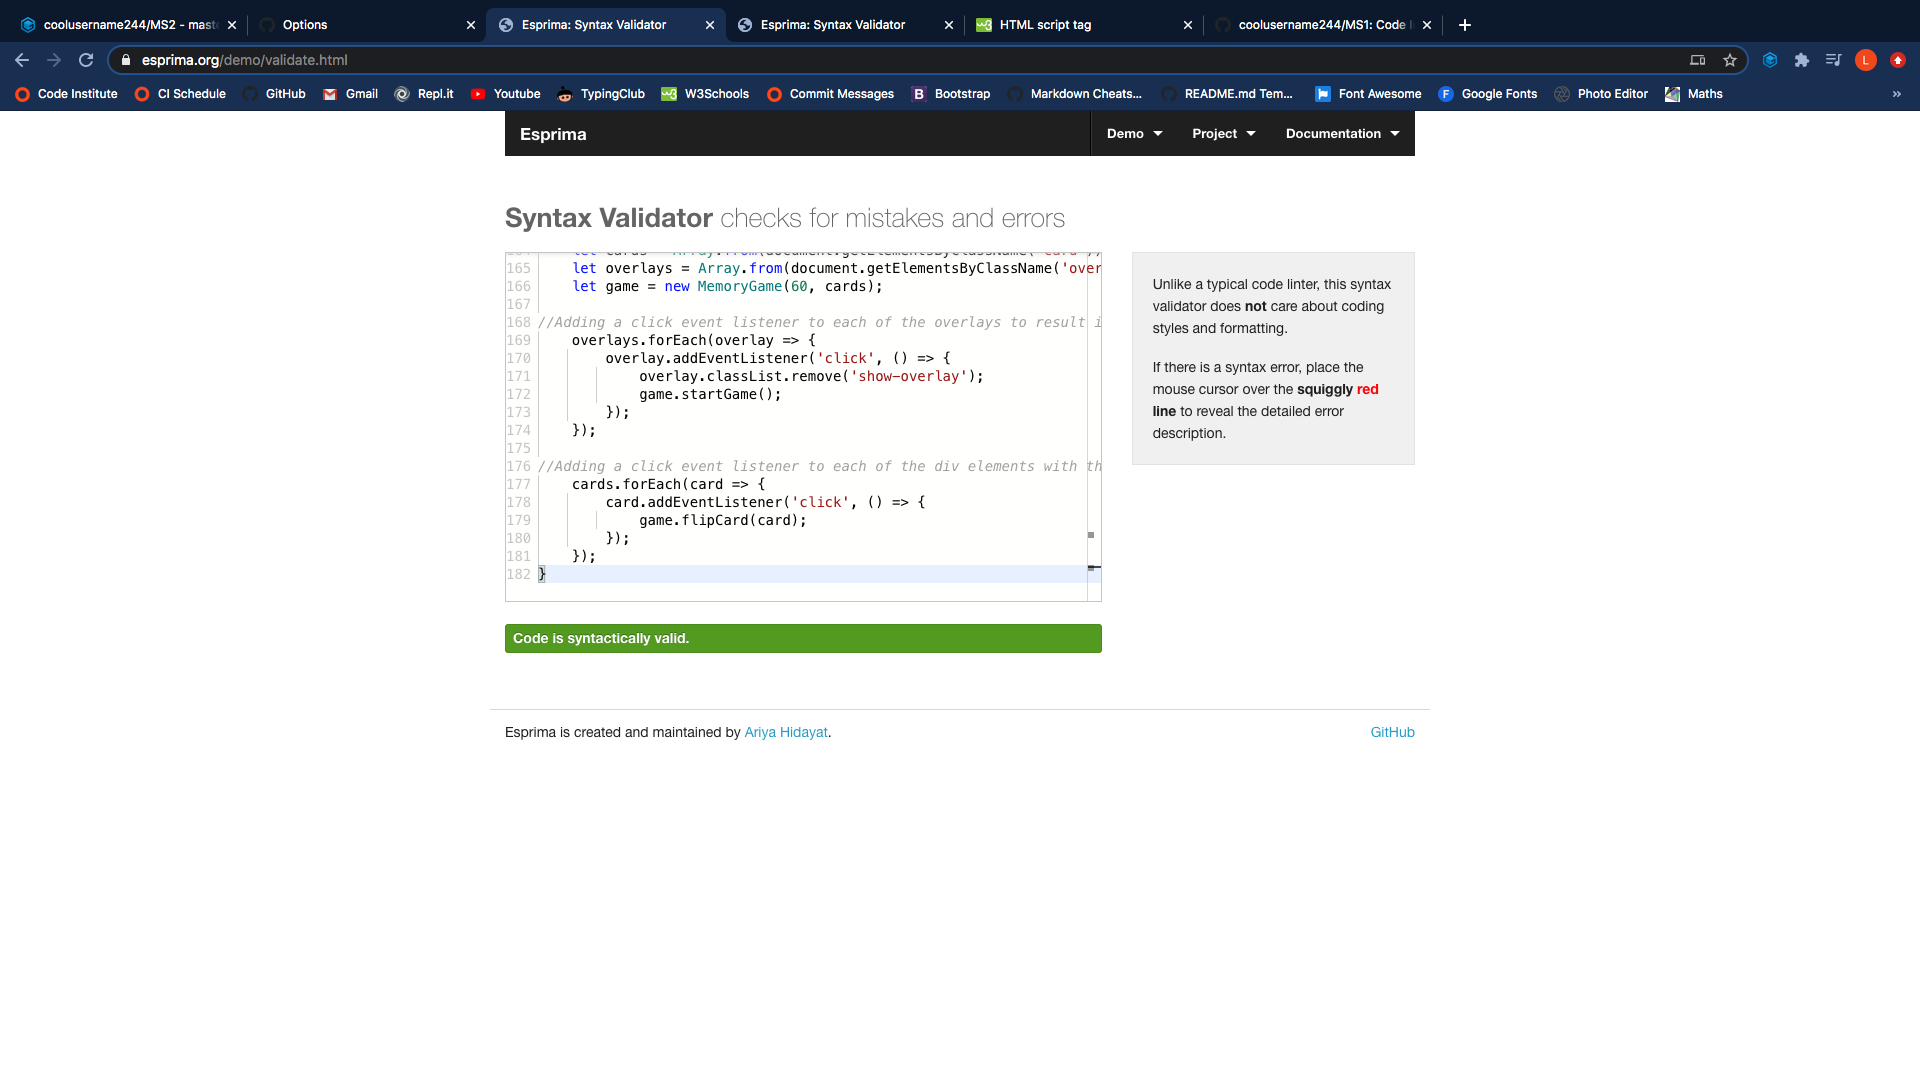 coolusername244/MS2 - mast
Options
Esprima: Syntax Validator
Esprima: Syntax Validator
HTML script tag
coolusername244/MS1: Code
esprima.org/demo/validate.html
L
Code Institute
CI Schedule
GitHub
Gmail
Repl.it
Youtube
TypingClub
W3Schools
Commit Messages
Bootstrap
Markdown Cheats...
README.md Tem...
Font Awesome
Google Fonts
Photo Editor
Maths
»
Esprima
Demo
Project
Documentation
Syntax Validator checks for mistakes and errors
165 let overlays = Array.from(document.getElementsByClassName('over
166 let game = new MemoryGame(60, cards);
167
168 //Adding a click event listener to each of the overlays to result i
169 overlays.forEach(overlay => {
170 overlay.addEventListener('click', () => {
171 overlay.classList.remove('show-overlay');
172 game.startGame();
173 });
174 });
175
176 //Adding a click event listener to each of the div elements with th
177 cards.forEach(card => {
178 card.addEventListener('click', () => {
179 game.flipCard(card);
180 });
181 });
182 }
Code is syntactically valid.
Unlike a typical code linter, this syntax
validator does not care about coding
styles and formatting.
If there is a syntax error, place the
mouse cursor over the squiggly red
line to reveal the detailed error
description.
Esprima is created and maintained by Ariya Hidayat.
GitHub